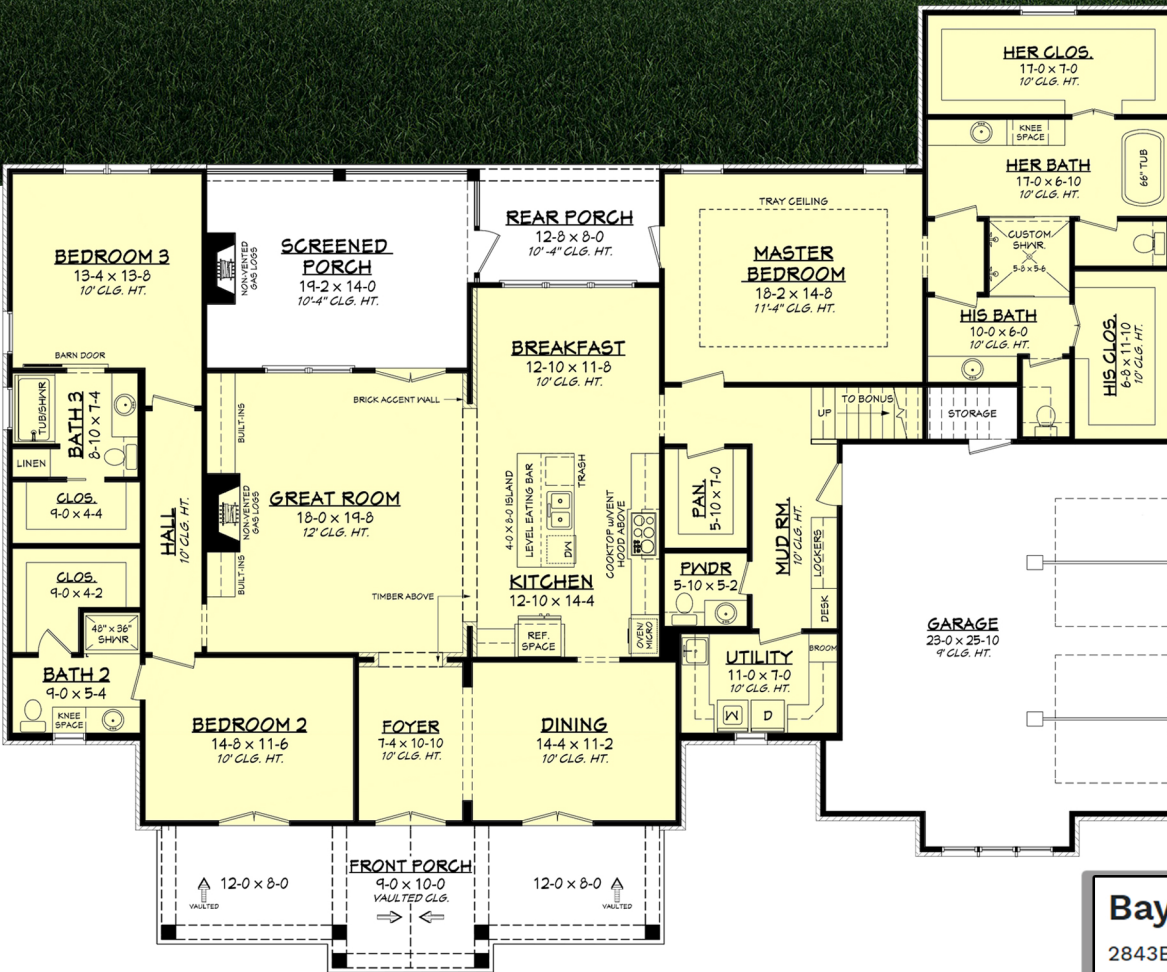 HER CLOS.
17-0 x 7-0
10' CLG. HT.
KNEE
SPACE
HER BATH
17-0 x 6-10
10' CLG. HT.
66" TUB
CUSTOM
SHWR.
5-8 x 5-6
HIS BATH
10-0 x 6-0
10' CLG. HT.
HIS CLOS.
6-8 x 11-10
10' CLG. HT.
BEDROOM 3
13-4 x 13-8
10' CLG. HT.
NON-VENTED
GAS LOGS
SCREENED
PORCH
19-2 x 14-0
10'-4" CLG. HT.
REAR PORCH
12-8 x 8-0
10'-4" CLG. HT.
TRAY CEILING
MASTER
BEDROOM
18-2 x 14-8
11'-4" CLG. HT.
BARN DOOR
TUB/SHWR
BATH 3
8-10 x 7-4
LINEN
CLOS.
9-0 x 4-4
HALL
10' CLG. HT.
BUILT-INS
BRICK ACCENT WALL
GREAT ROOM
18-0 x 19-8
12' CLG. HT.
NON-VENTED
GAS LOGS
BUILT-INS
TIMBER ABOVE
BREAKFAST
12-10 x 11-8
10' CLG. HT.
4-0 X 8-0 ISLAND
LEVEL EATING BAR
TRASH
DW
COOKTOP w/VENT
HOOD ABOVE
KITCHEN
12-10 x 14-4
REF.
SPACE
OVEN/
MICRO
UP
TO BONUS
STORAGE
PAN.
5-10 x 7-0
MUD RM.
10' CLG. HT.
LOCKERS
DESK
PWDR
5-10 x 5-2
UTILITY
11-0 x 7-0
10' CLG. HT.
BROOM
W
D
GARAGE
23-0 x 25-10
9' CLG. HT.
CLOS.
9-0 x 4-2
48" x 36"
SHWR
BATH 2
9-0 x 5-4
KNEE
SPACE
BEDROOM 2
14-8 x 11-6
10' CLG. HT.
FOYER
7-4 x 10-10
10' CLG. HT.
DINING
14-4 x 11-2
10' CLG. HT.
12-0 x 8-0
VAULTED
FRONT PORCH
9-0 x 10-0
VAULTED CLG.
12-0 x 8-0
VAULTED
Bay
2843